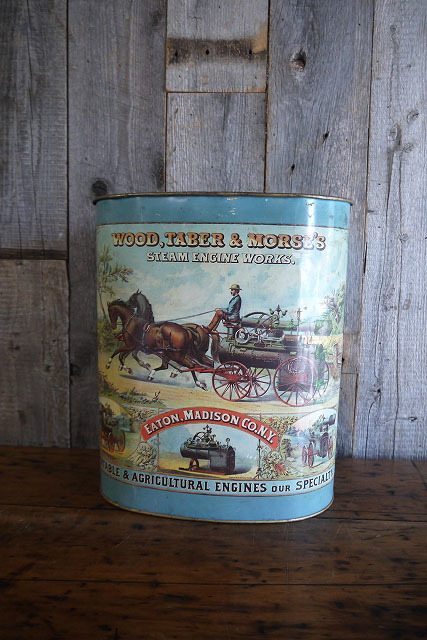 WOOD, TABER & MORSE'S
STEAM ENGINE WORKS,
EATON, MADISON CO. N.Y.
& AGRICULTURAL ENGINES OUR